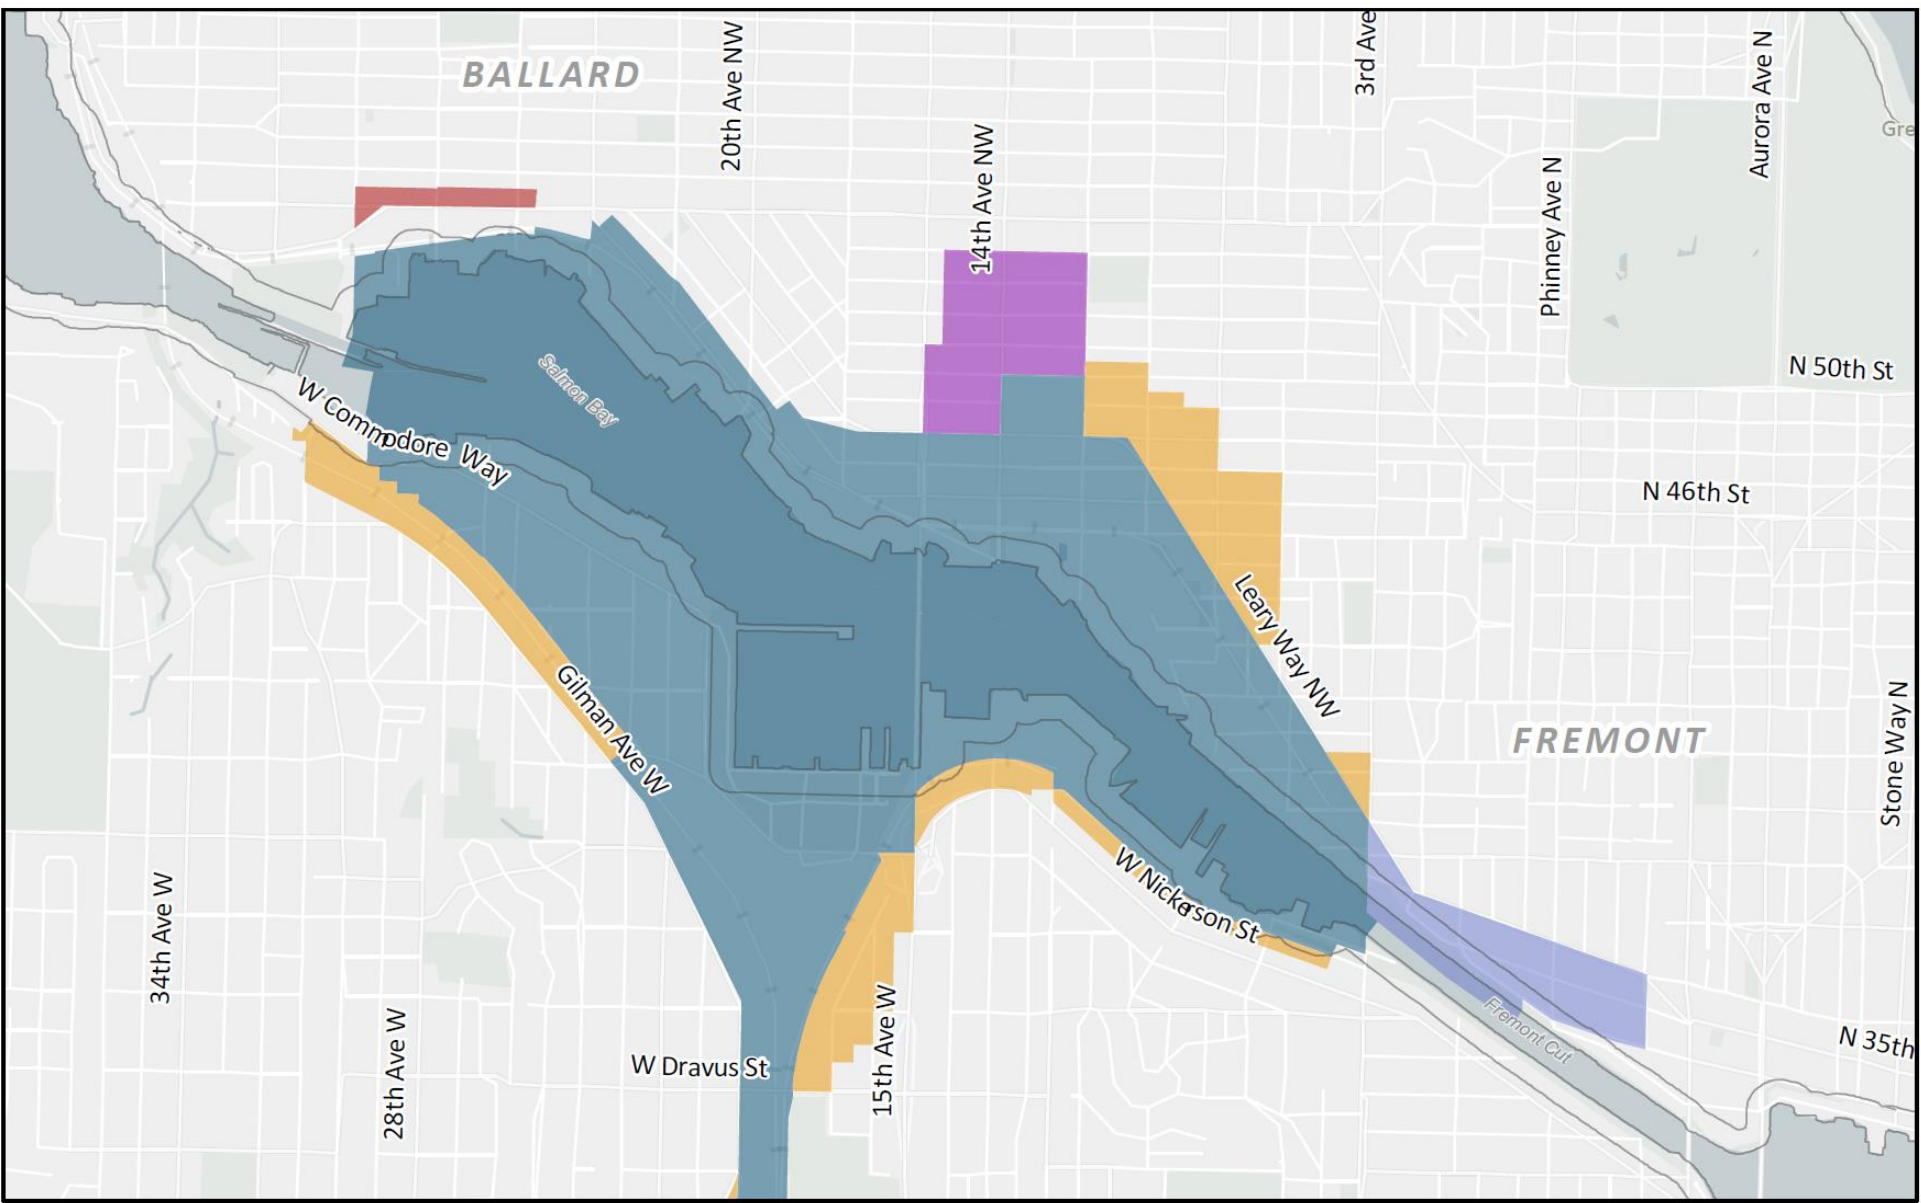 BALLARD
20th Ave NW
3rd Ave
Aurora Ave N
Gre
14th Ave NW
Phinney Ave N
N 50th St
Salmon Bay
W Commodore Way
N 46th St
Leary Way NW
Gilman Ave W
FREMONT
Stone Way N
W Nickerson St
34th Ave W
15th Ave W
Fremont Cut
28th Ave W
W Dravus St
N 35th